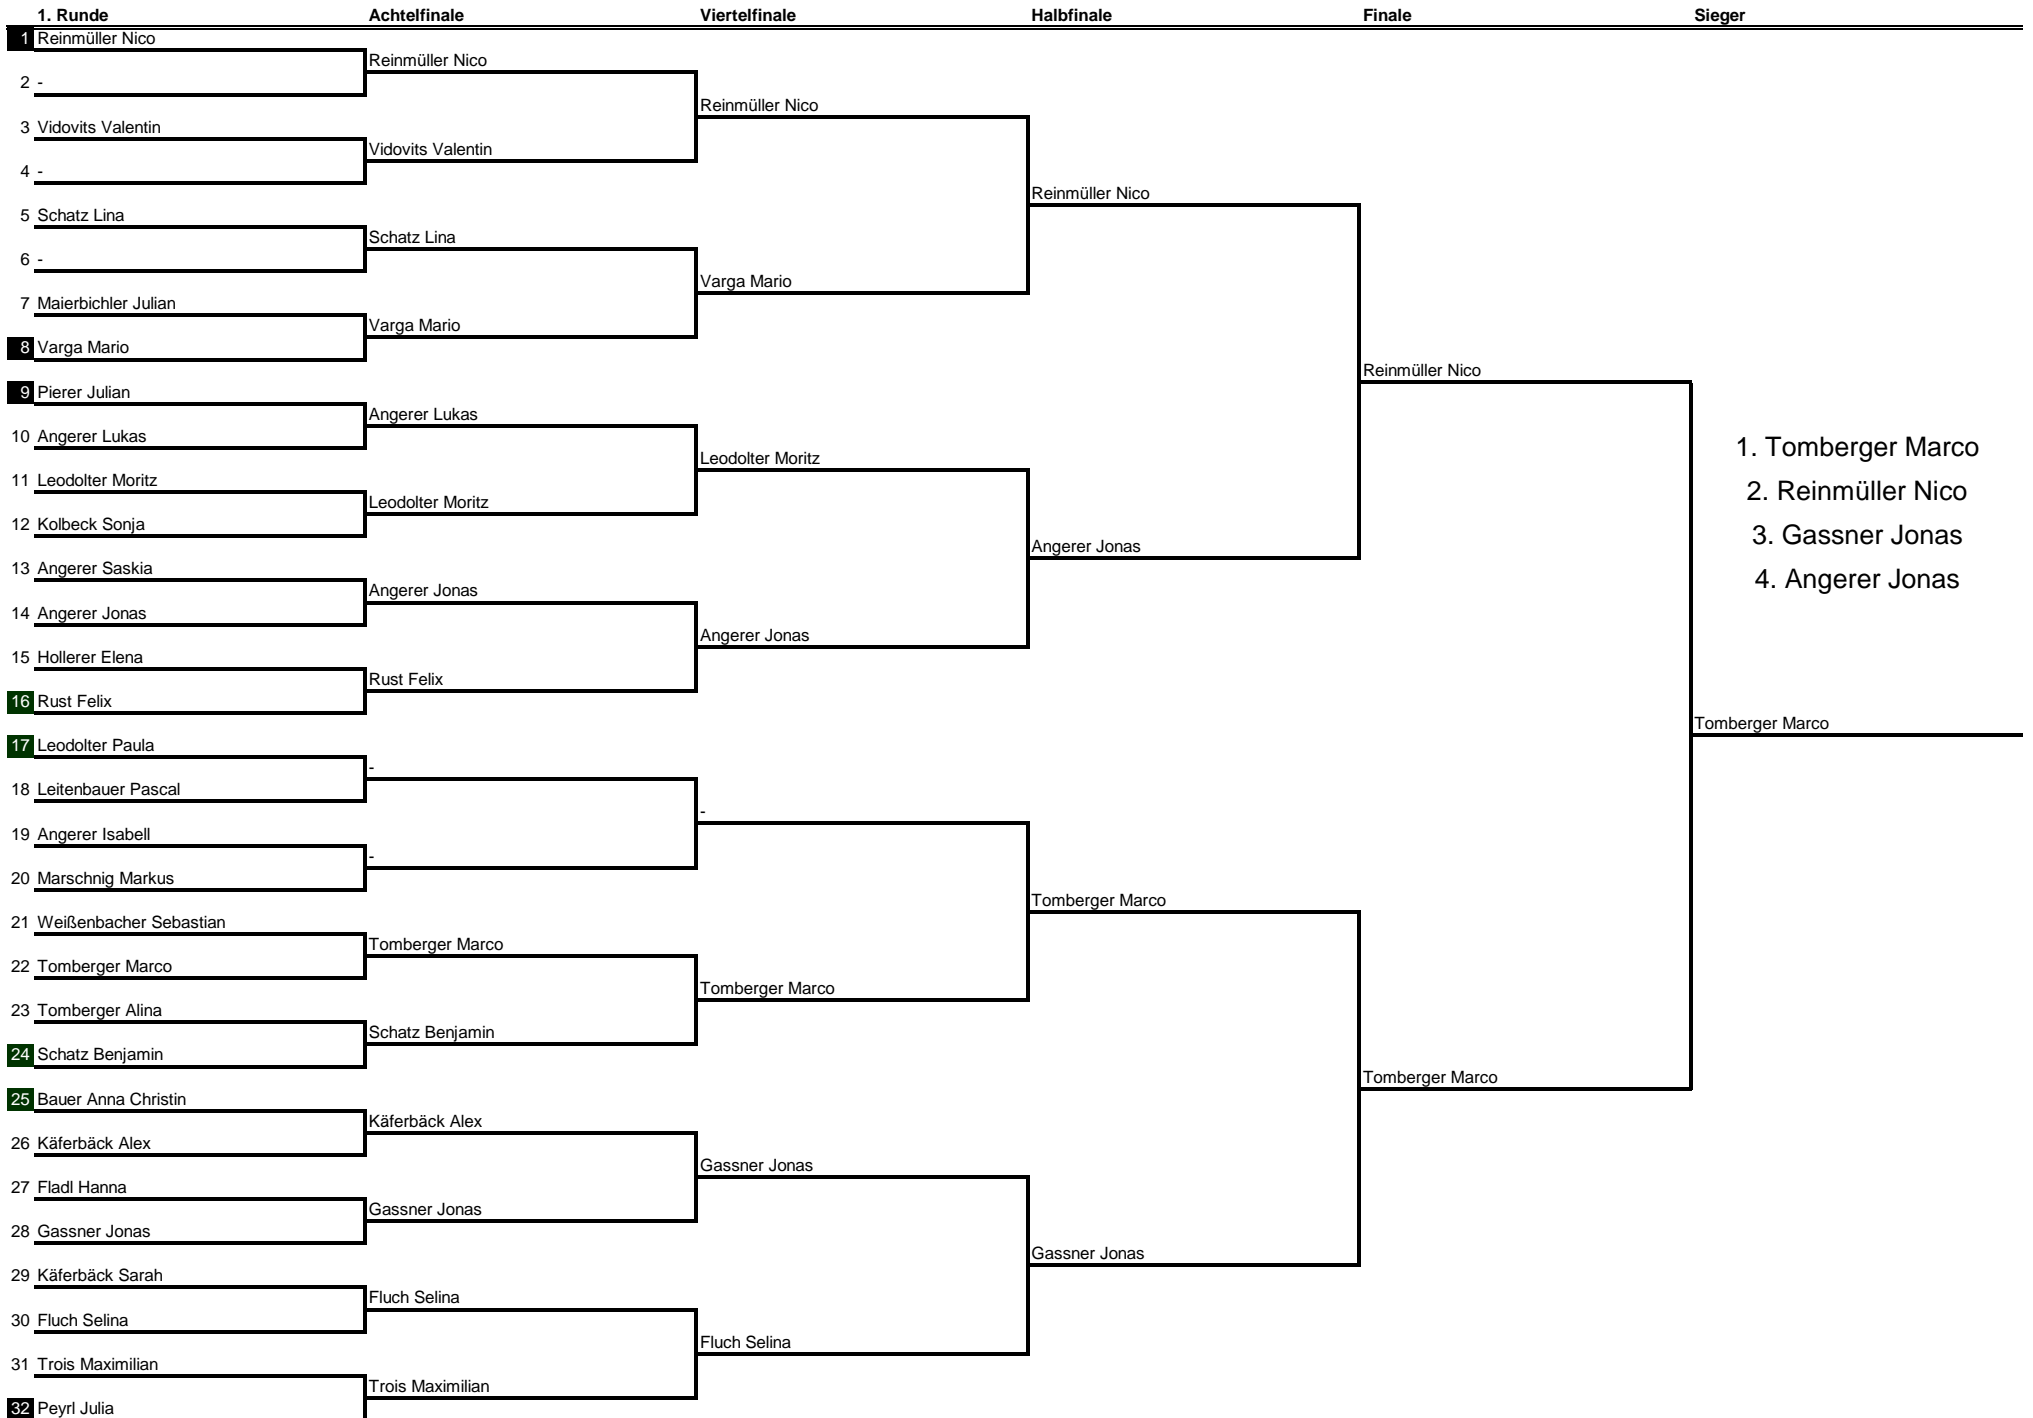 1. Runde Achtelfinale Viertelfinale Halbfinale Finale Sieger
1 Reinmüller Nico
Reinmüller Nico
2 -
Reinmüller Nico
3 Vidovits Valentin
Vidovits Valentin
4 -
Reinmüller Nico
5 Schatz Lina
Schatz Lina
6 -
Varga Mario
7 Maierbichler Julian
Varga Mario
8 Varga Mario
Reinmüller Nico
9 Pierer Julian
Angerer Lukas
10 Angerer Lukas
1. Tomberger Marco
Leodolter Moritz
11 Leodolter Moritz
2. Reinmüller Nico
Leodolter Moritz
12 Kolbeck Sonja
3. Gassner Jonas
Angerer Jonas
13 Angerer Saskia
4. Angerer Jonas
Angerer Jonas
14 Angerer Jonas
Angerer Jonas
15 Hollerer Elena
Rust Felix
16 Rust Felix
Tomberger Marco
17 Leodolter Paula
-
18 Leitenbauer Pascal
-
19 Angerer Isabell
-
20 Marschnig Markus
Tomberger Marco
21 Weißenbacher Sebastian
Tomberger Marco
22 Tomberger Marco
Tomberger Marco
23 Tomberger Alina
Schatz Benjamin
24 Schatz Benjamin
Tomberger Marco
25 Bauer Anna Christin
Käferbäck Alex
26 Käferbäck Alex
Gassner Jonas
27 Fladl Hanna
Gassner Jonas
28 Gassner Jonas
Gassner Jonas
29 Käferbäck Sarah
Fluch Selina
30 Fluch Selina
Fluch Selina
31 Trois Maximilian
Trois Maximilian
32 Peyrl Julia